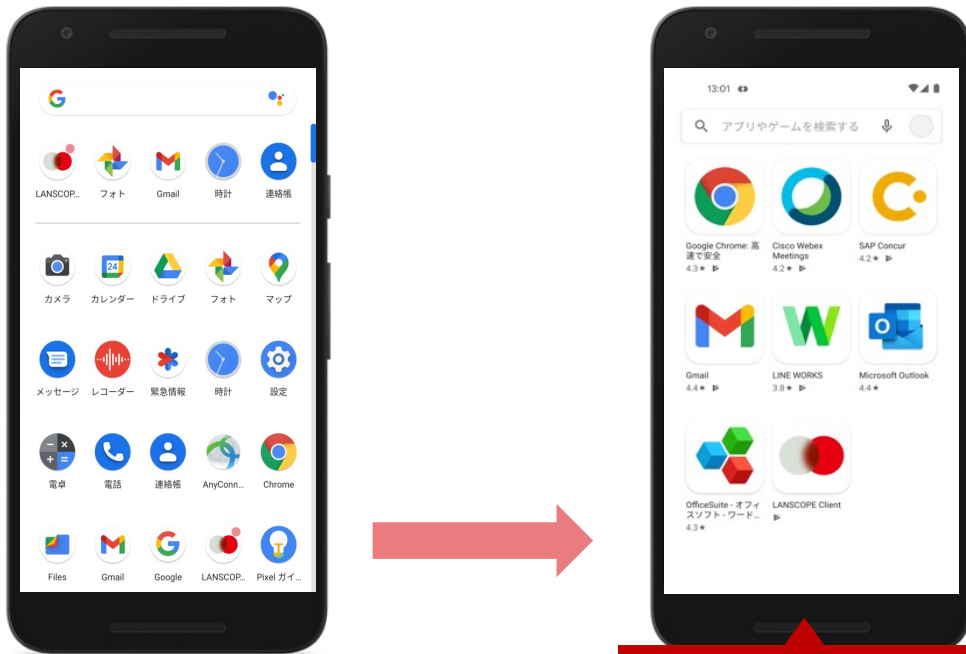 LANSCOP...
フォト
Gmail
時計
連絡帳
カメラ
24
カレンダー
ドライブ
フォト
マップ
メッセージ
レコーダー
緊急情報
時計
設定
電卓
電話
連絡帳
AnyConn...
Chrome
Files
Gmail
Google
LANSCOP...
Pixel ガイ...
13:01
アプリやゲームを検索する
Google Chrome: 高
速で安全
4.3★
Cisco Webex
Meetings
4.2★
SAP Concur
4.2★
Gmail
4.4★
LINE WORKS
3.8★
Microsoft Outlook
4.4★
OfficeSuite - オフィ
スソフト - ワード...
4.3★
LANSCOPE Client